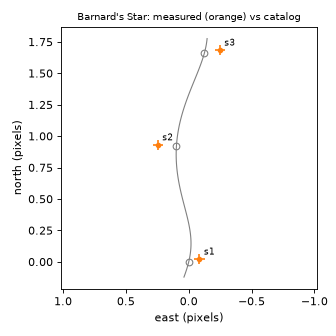 Barnard's Star: measured (orange) vs catalog
1.75
1.50
1.25
1.00
0.75
0.50
0.25
0.00
north (pixels)
s3
s2
s1
1.0
0.5
0.0
−0.5
−1.0
east (pixels)